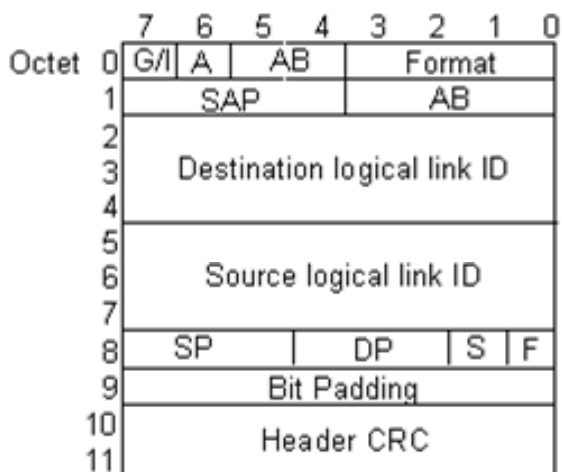 7 6 5 4 3 2 1 0
Octet 0 G/I A AB Format
1 SAP AB
2
3 Destination logical link ID
4
5
6 Source logical link ID
7
8 SP DP S F
9 Bit Padding
10
Header CRC
11